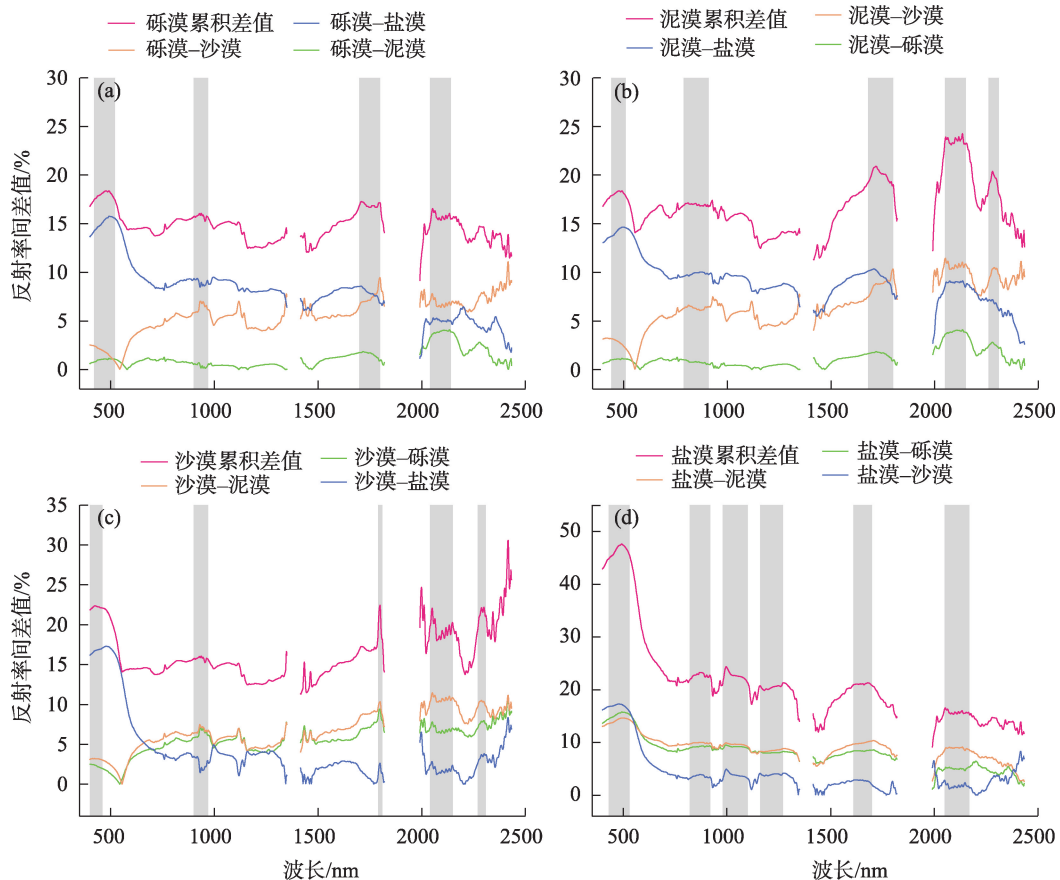 砾漠累积差值 砾漠–盐漠
砾漠–沙漠 砾漠–泥漠
(a)
30
25
20
15
10
5
0
500 1000 1500 2000 2500
反射率间差值/%
泥漠累积差值 泥漠–沙漠
泥漠–盐漠 泥漠–砾漠
(b)
30
25
20
15
10
5
0
500 1000 1500 2000 2500
沙漠累积差值 沙漠–砾漠
沙漠–泥漠 沙漠–盐漠
(c)
35
30
25
20
15
10
5
0
500 1000 1500 2000 2500
反射率间差值/%
波长/nm
盐漠累积差值 盐漠–砾漠
盐漠–泥漠 盐漠–沙漠
(d)
50
40
30
20
10
0
500 1000 1500 2000 2500
波长/nm